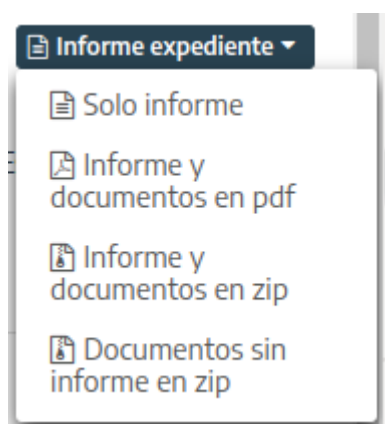 Informe expediente
Solo informe
Informe y
documentos en pdf
Informe y
documentos en zip
Documentos sin
informe en zip